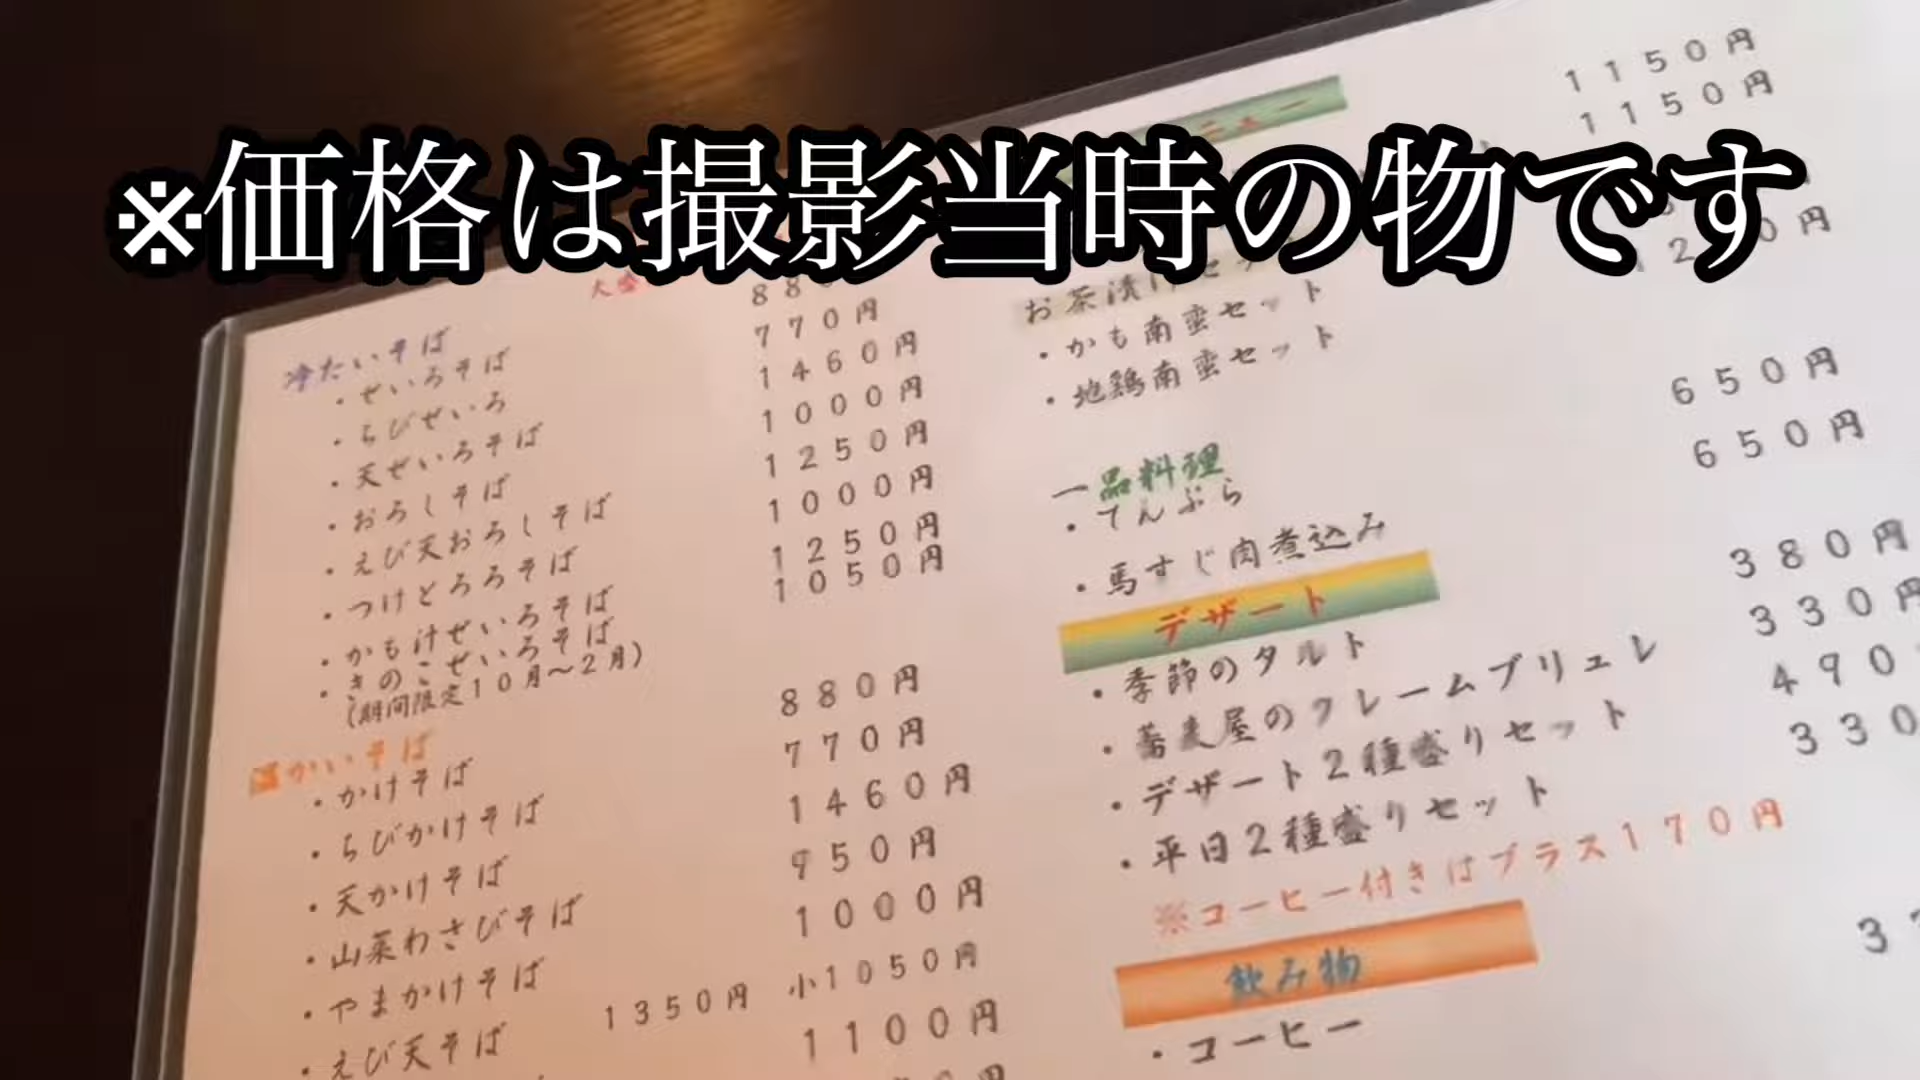 ※価格は撮影当時の物です
冷たいそば
・せいろそば
・ちびせいろ 770円
・天せいろそば 1460円
・おろしそば 1000円
・えび天おろしそば 1250円
・つけとろろそば 1000円
・かも汁せいろそば 1250円
・きのこせいろそば 1050円
(期間限定10月〜2月)
温かいそば
・かけそば 880円
・ちびかけそば 770円
・天かけそば 1460円
・山菜わさびそば 950円
・やまかけそば 1000円
・えび天そば 1350円 小1050円
1100円
1150円
1150円
お茶漬けセット
・かも南蛮セット
・地鶏南蛮セット
一品料理
・てんぷら 650円
・馬すじ肉煮込み 650円
デザート
・季節のタルト 380円
・蕎麦屋のクレームブリュレ 330円
・デザート2種盛りセット 490
・平日2種盛りセット 330
※コーヒー付きはプラス170円
飲み物
・コーヒー